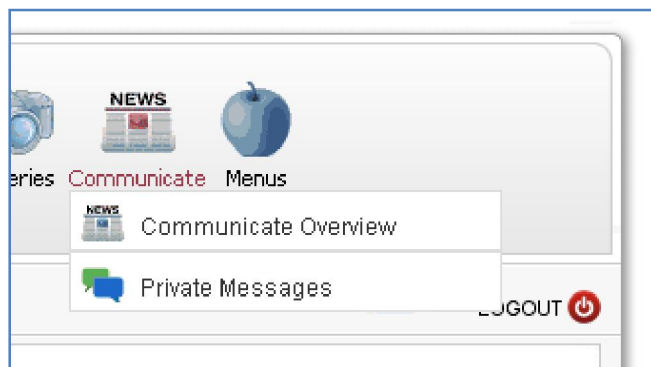 NEWS
eries Communicate Menus
NEWS
Communicate Overview
Private Messages
LOGOUT